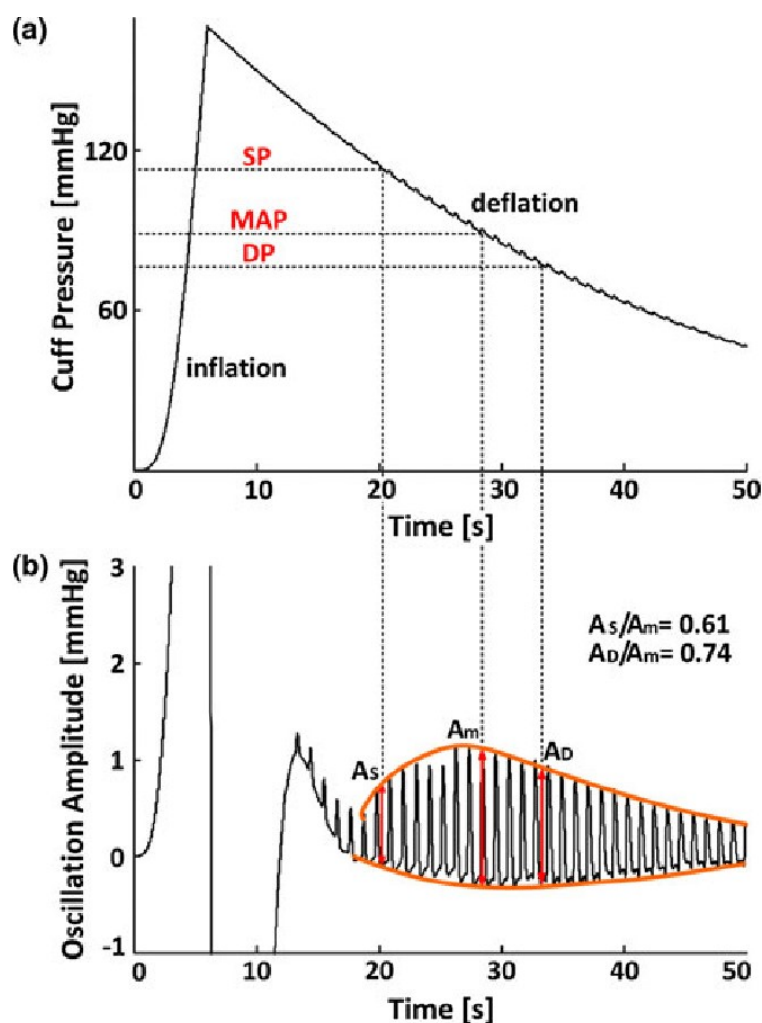 (a)
Cuff Pressure [mmHg]
120
60
SP
MAP
DP
deflation
inflation
0 10 20 30 40 50
Time [s]
(b)
Oscillation Amplitude [mmHg]
3
2
1
0
-1
As/Am= 0.61
AD/Am= 0.74
As
Am
AD
0 10 20 30 40 50
Time [s]